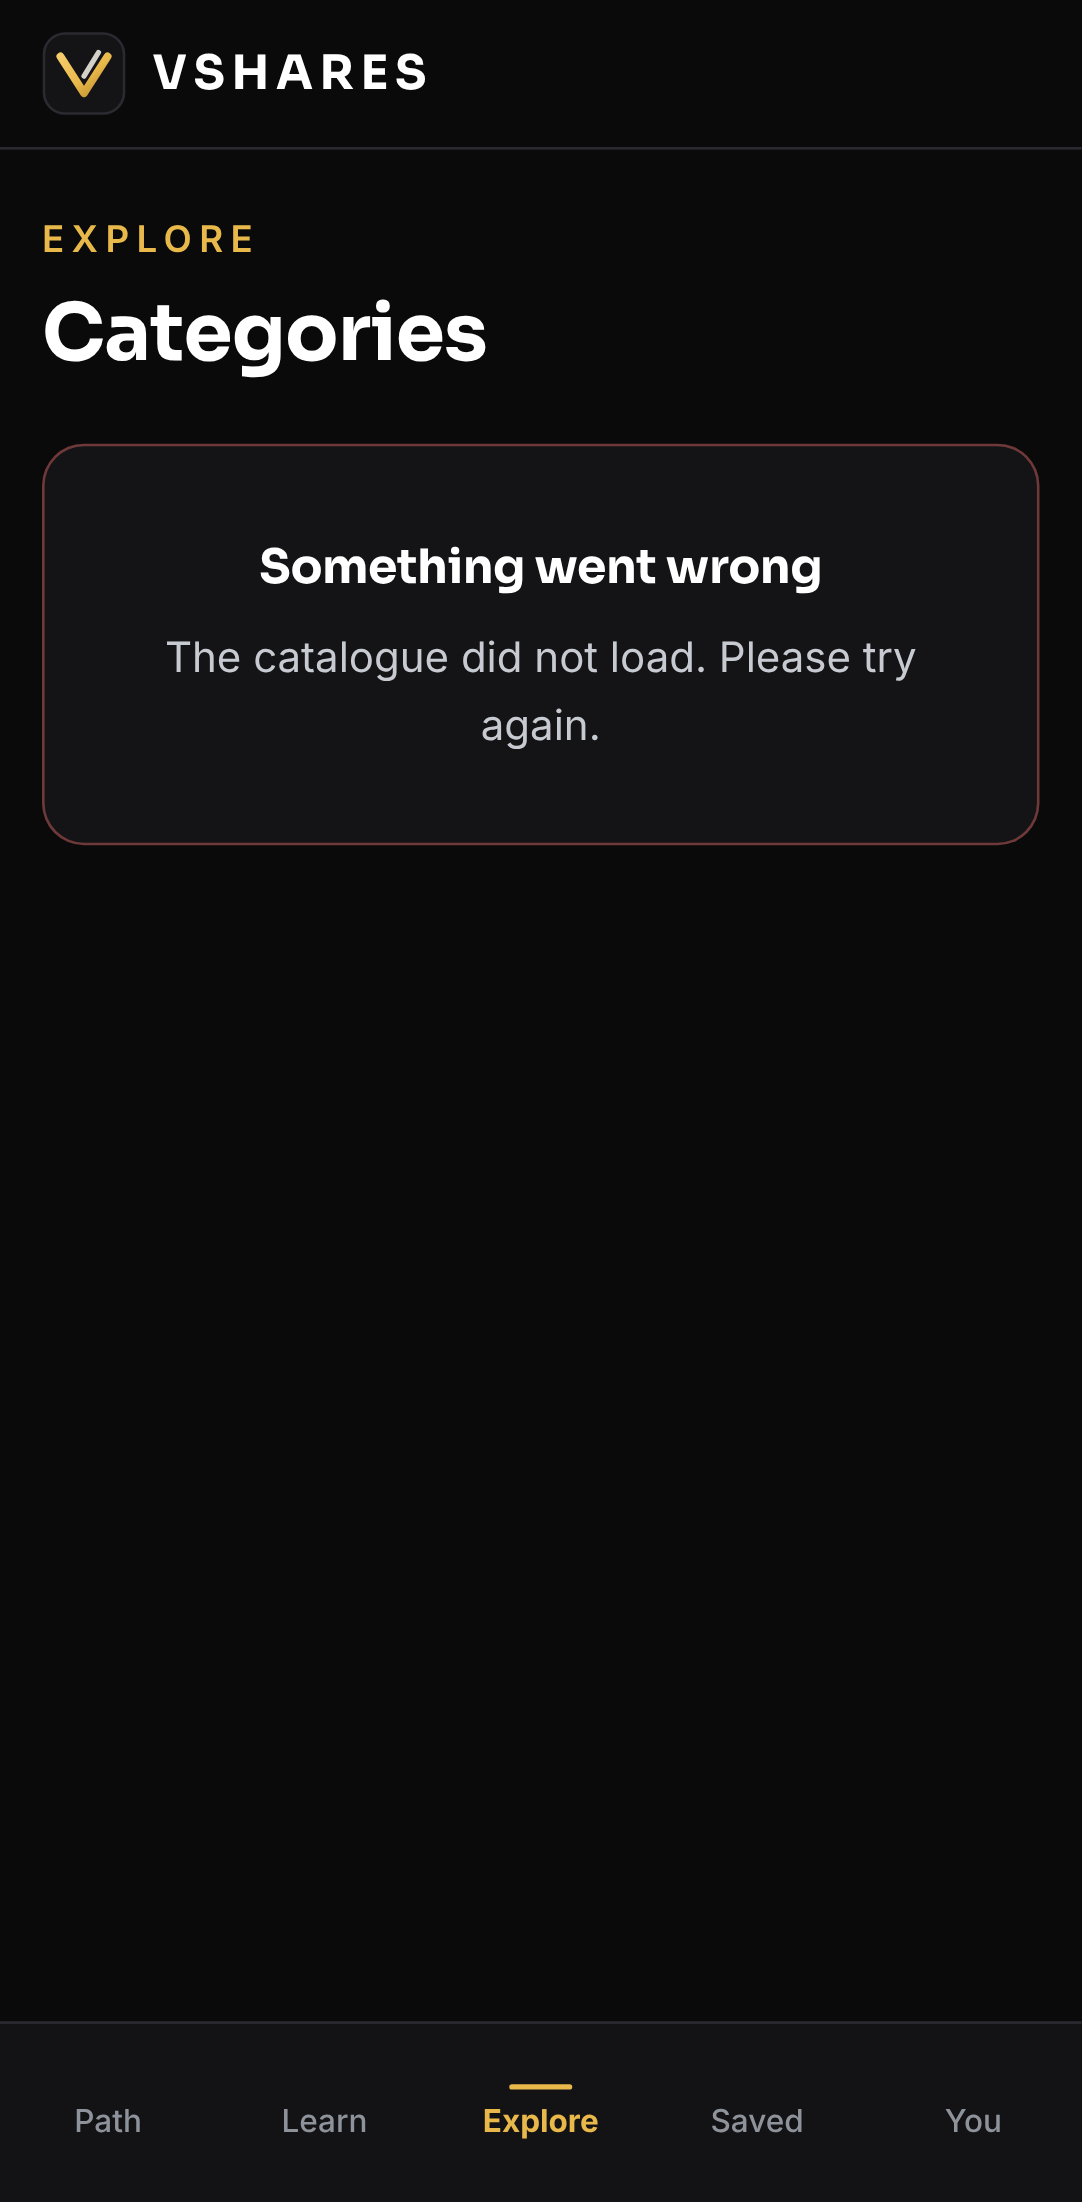 VSHARES
EXPLORE
Categories
Something went wrong
The catalogue did not load. Please try
again.
Path
Learn
Explore
Saved
You